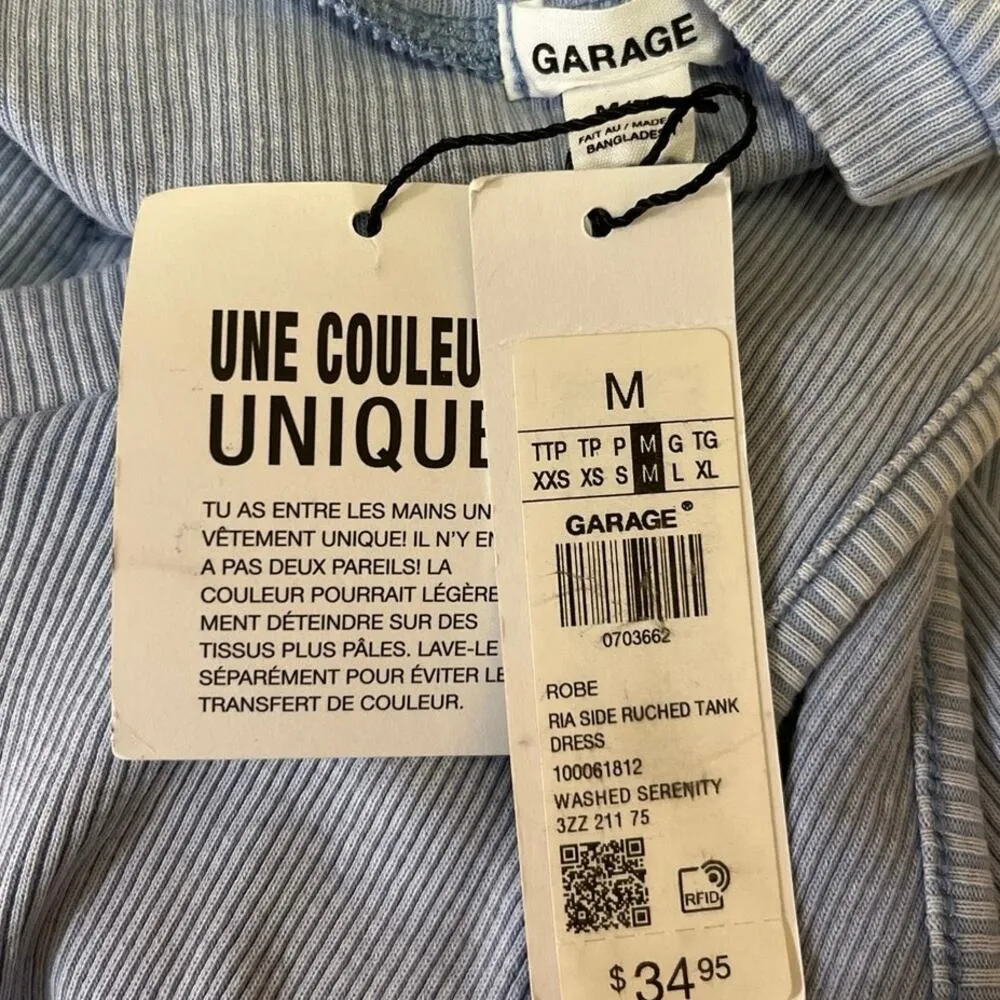 GARAGE
FAIT AU / MADE
BANGLADES
UNE COULEU
UNIQUE
TU AS ENTRE LES MAINS UN
VÊTEMENT UNIQUE! IL N'Y EN
A PAS DEUX PAREILS! LA
COULEUR POURRAIT LÉGÈRE
MENT DÉTEINDRE SUR DES
TISSUS PLUS PÂLES. LAVE-LE
SÉPARÉMENT POUR ÉVITER LE
TRANSFERT DE COULEUR.
M
TTP TP P M G TG
XXS XS S M L XL
GARAGE®
0703662
ROBE
RIA SIDE RUCHED TANK
DRESS
100061812
WASHED SERENITY
3ZZ 211 75
RFID
$34.95